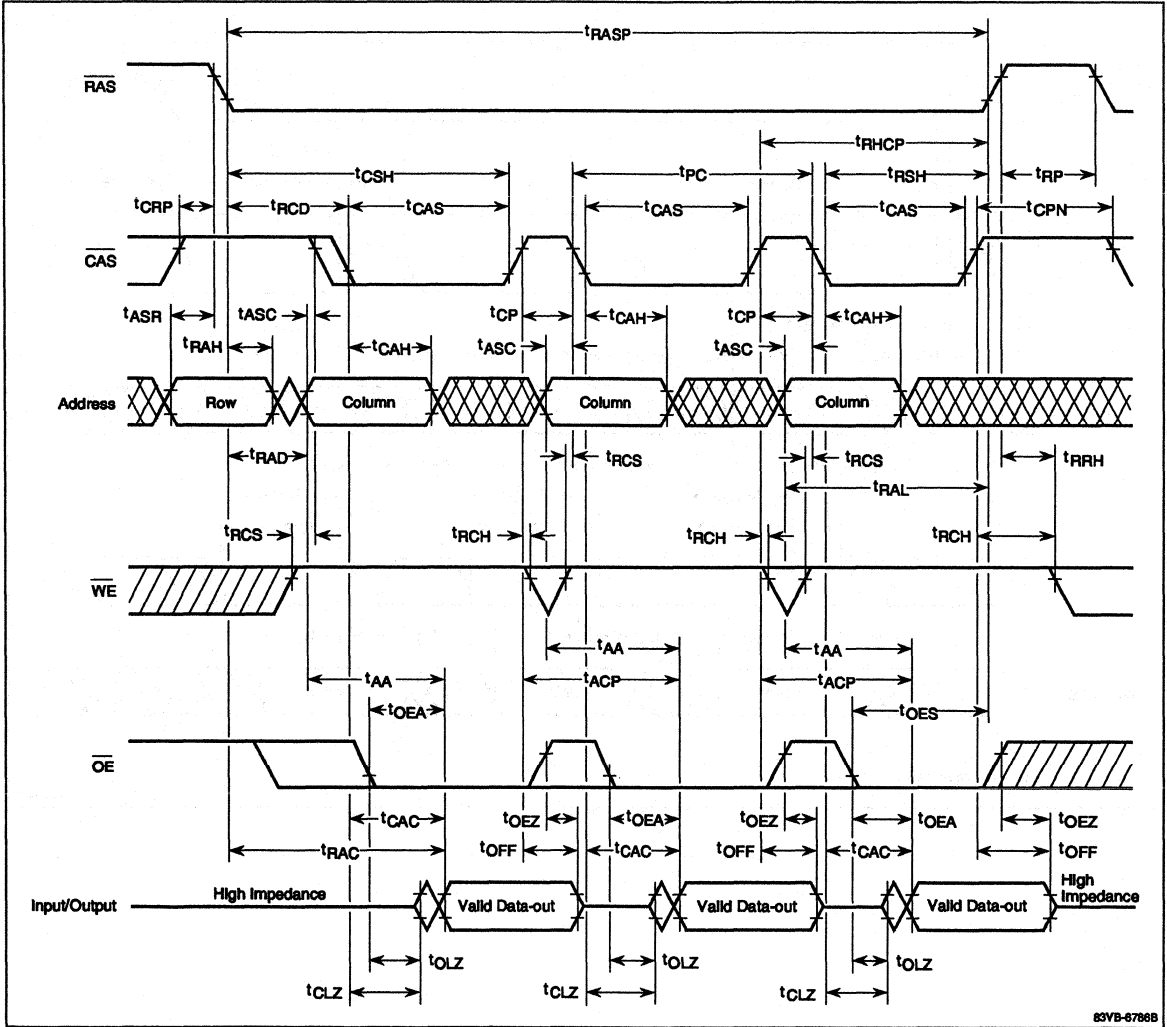 tRASP
RAS
tRHCP
tCSH tPC tRSH tRP
tCRP tRCD tCAS tCAS tCAS tCPN
CAS
tASR tASC tCP tCAH tCP tCAH
tRAH tCAH tASC tASC
Address Row Column Column Column
tRAD tRCS tRCS tRRH
tRAL
tRCS tRCH tRCH tRCH
WE
tAA tAA
tAA tACP tACP
tOEA tOES
OE
tCAC tOEZ tOEA tOEZ tOEA tOEZ
tRAC tOFF tCAC tOFF tCAC tOFF
Input/Output High Impedance Valid Data-out Valid Data-out Valid Data-out High Impedance
tOLZ tOLZ tOLZ
tCLZ tCLZ tCLZ
83VB-6786B